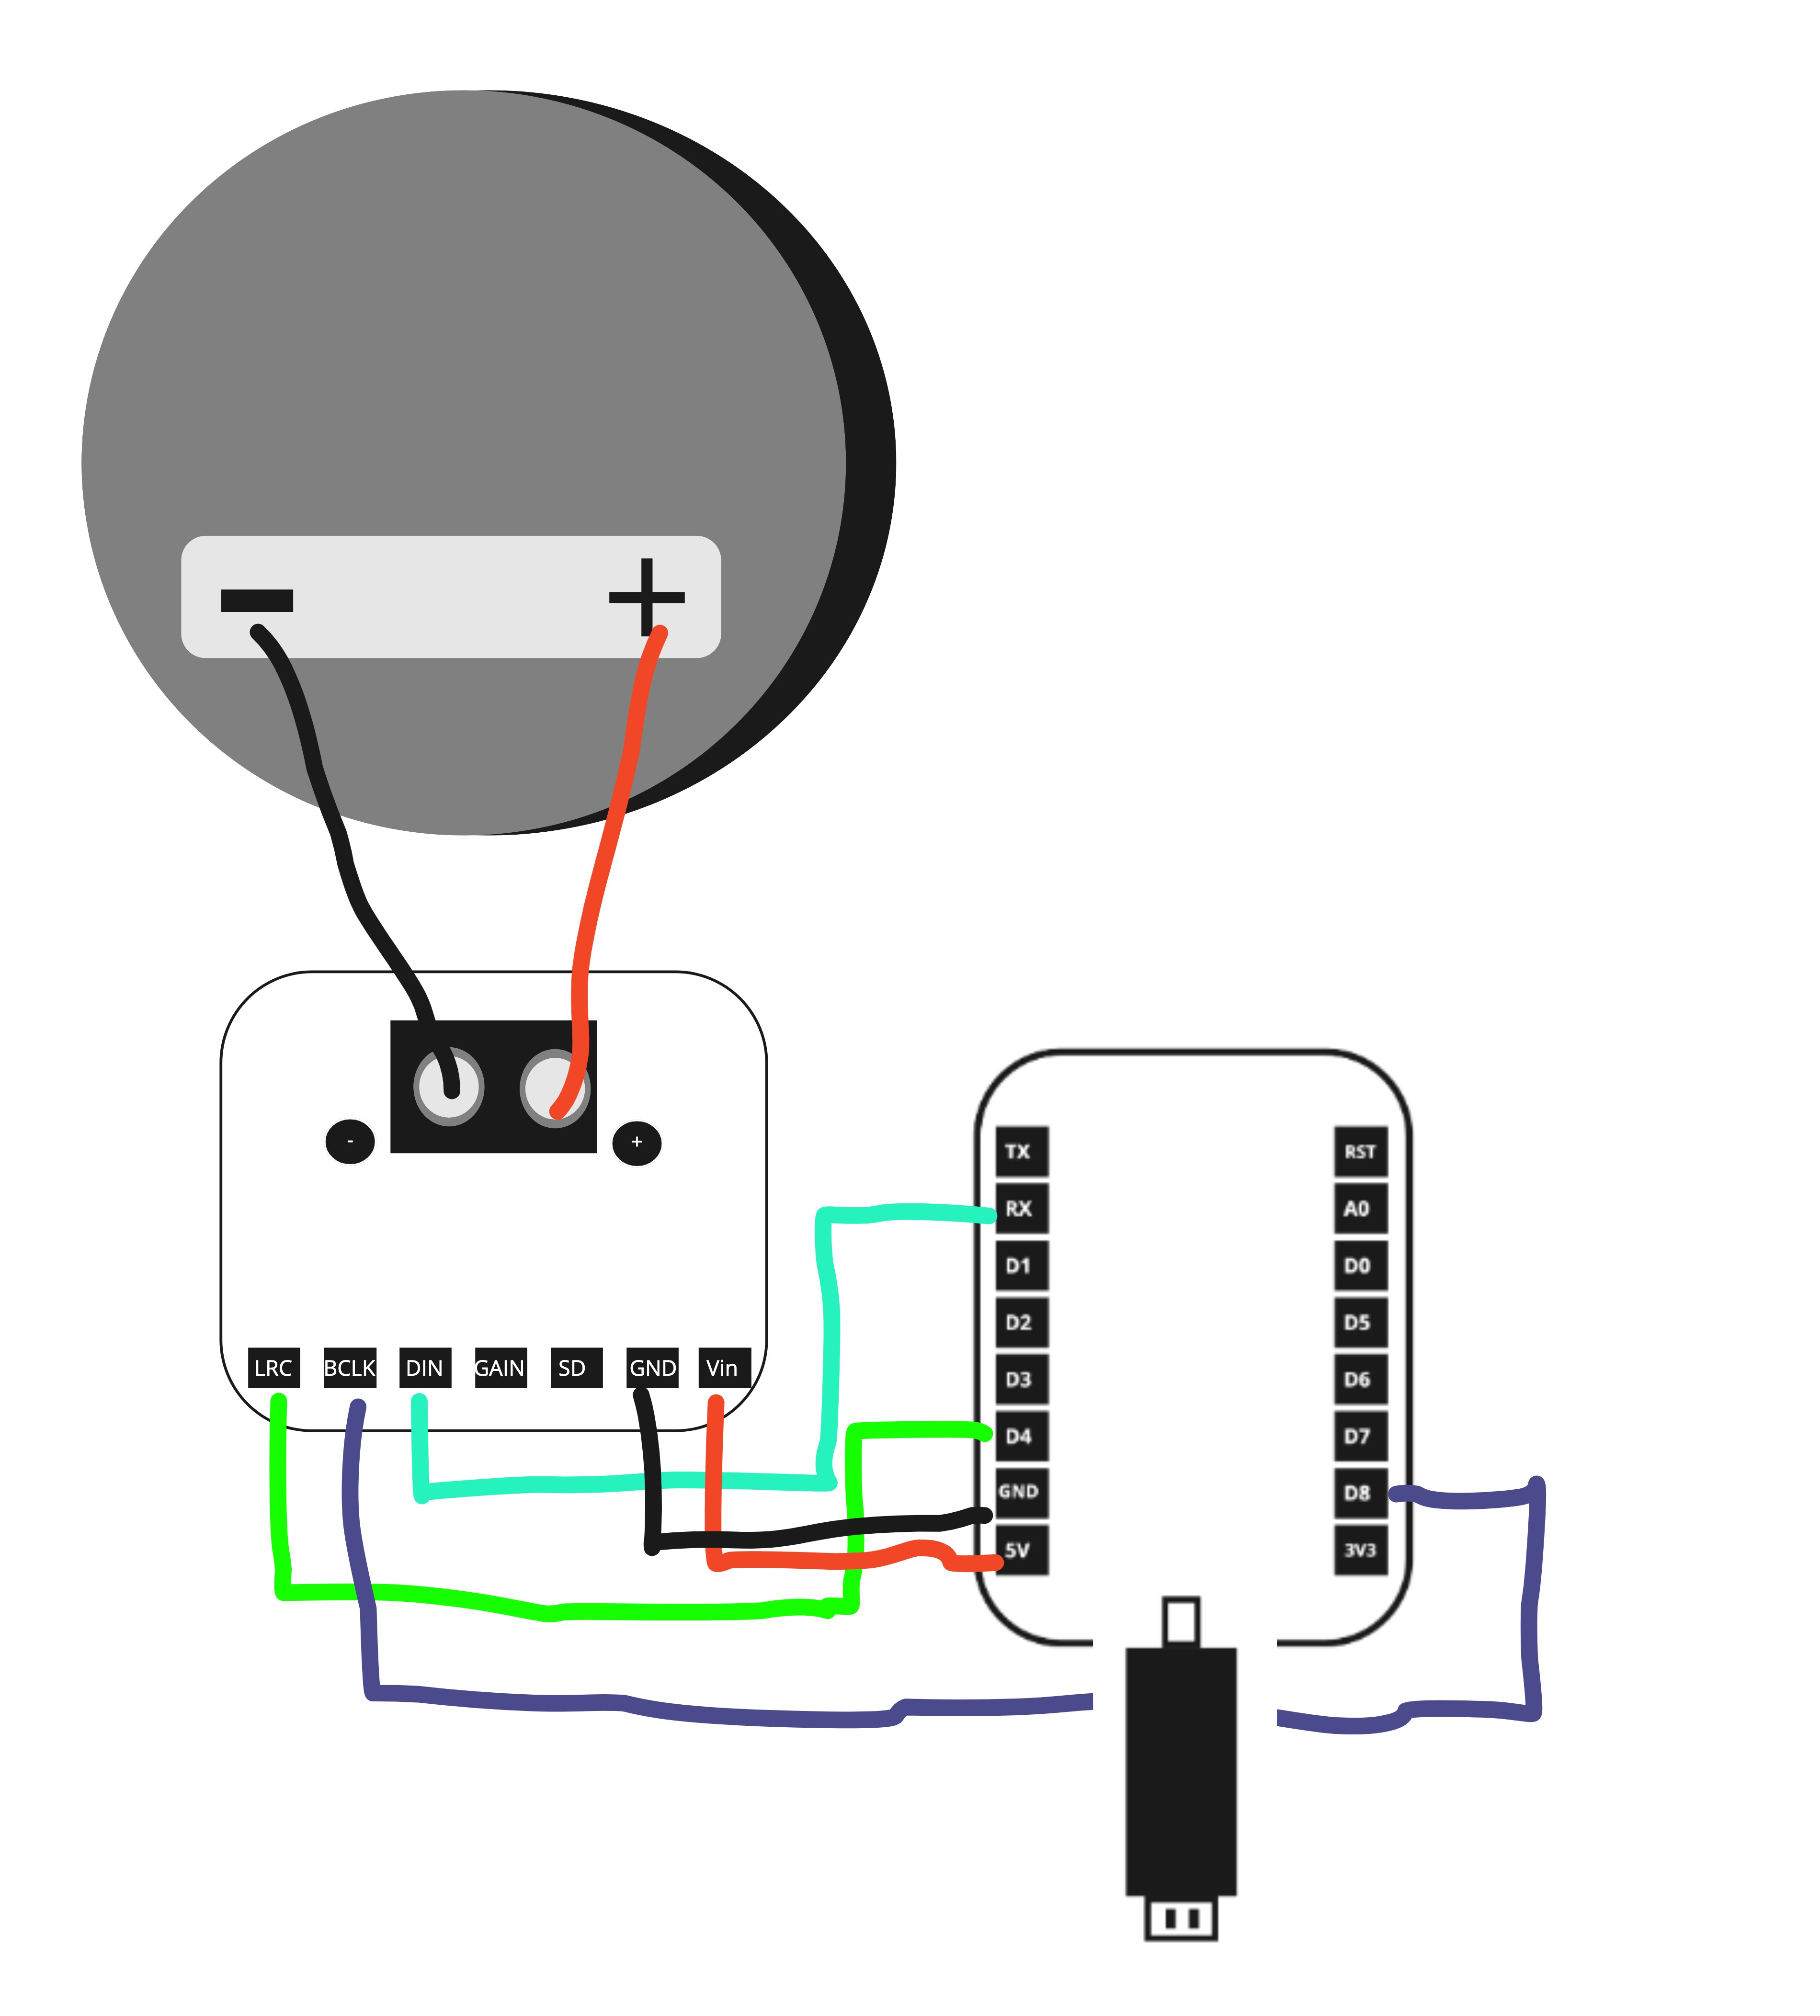 -
+
LRC BCLK DIN GAIN SD GND Vin
TX
RX
D1
D2
D3
D4
GND
5V
RST
A0
D0
D5
D6
D7
D8
3V3